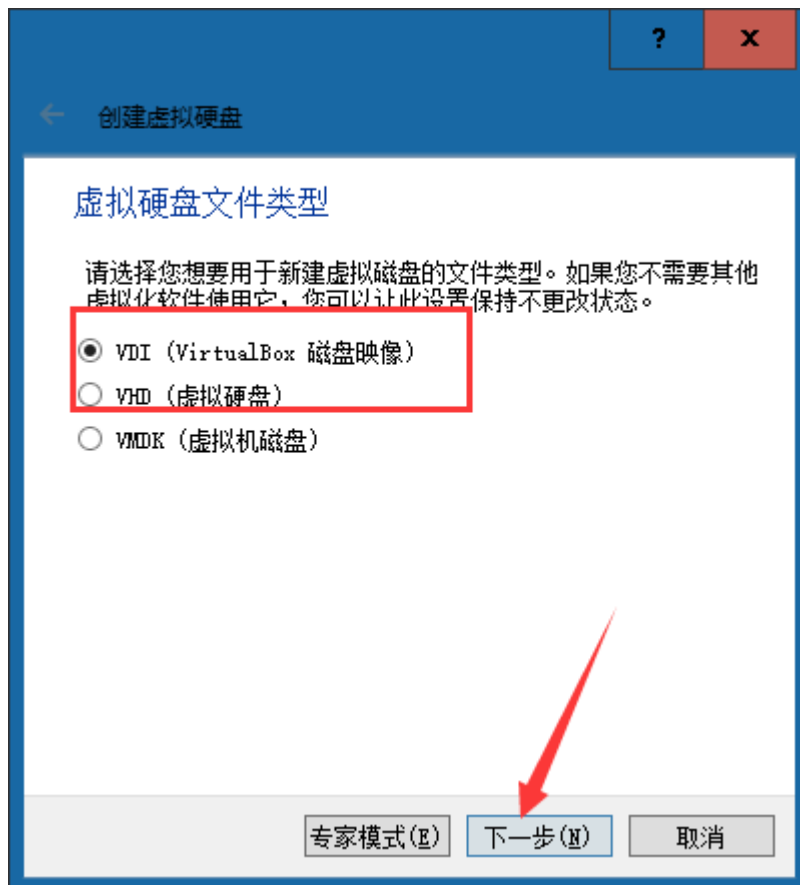 ?
x
创建虚拟硬盘
虚拟硬盘文件类型
请选择您想要用于新建虚拟磁盘的文件类型。如果您不需要其他
虚拟化软件使用它,您可以让此设置保持不更改状态。
VDI (VirtualBox 磁盘映像)
VHD (虚拟硬盘)
VMDK (虚拟机磁盘)
专家模式(E)
下一步(N)
取消